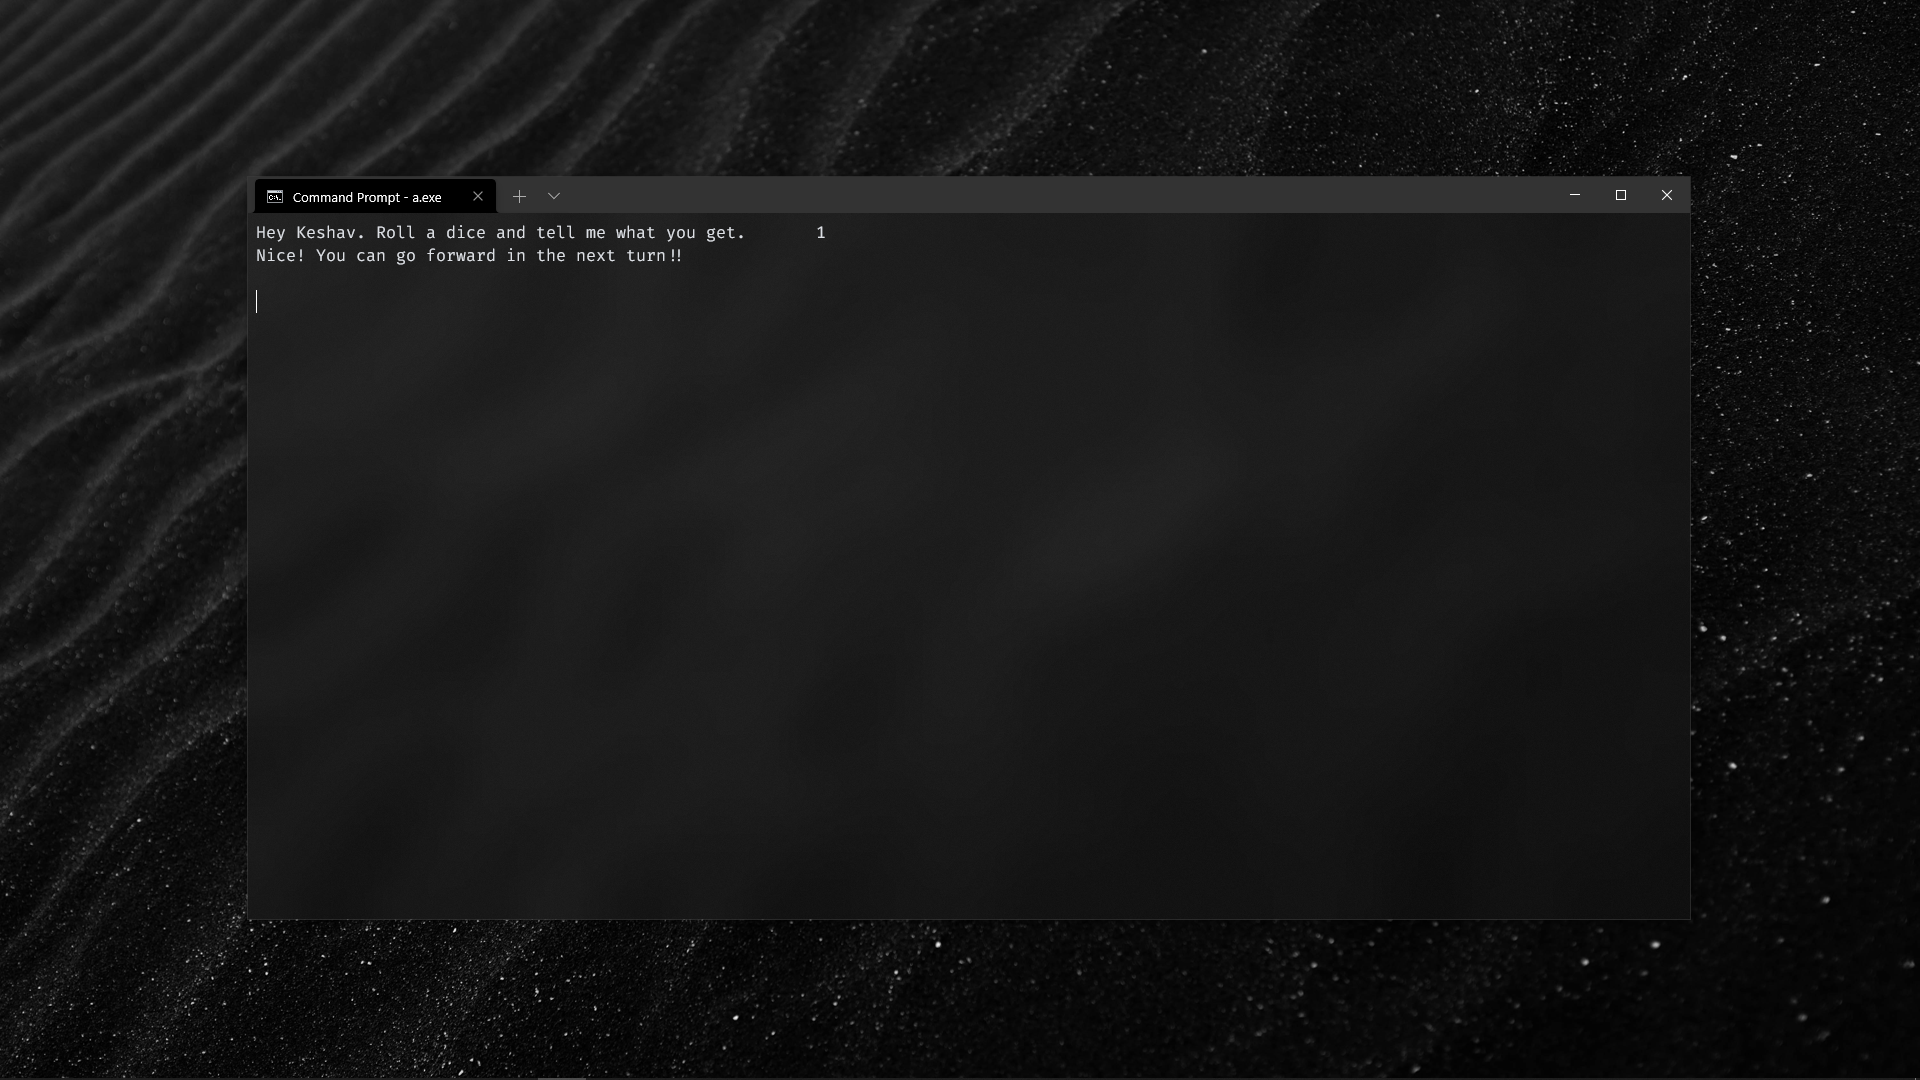 Command Prompt - a.exe
Hey Keshav. Roll a dice and tell me what you get. 1
Nice! You can go forward in the next turn!!